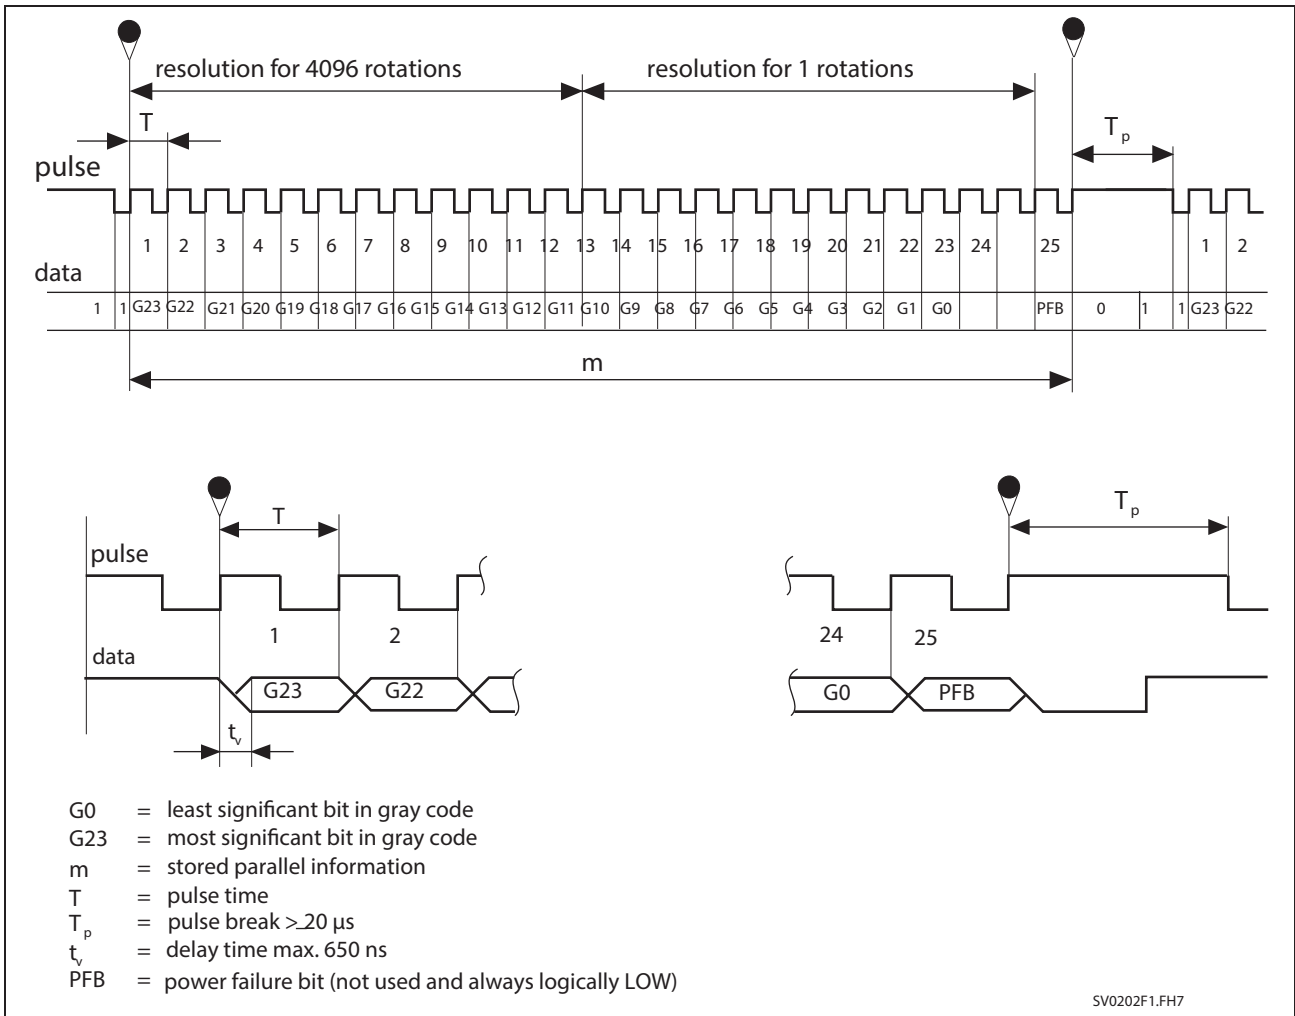 resolution for 4096 rotations resolution for 1 rotations
T
T p
pulse
1 2 3 4 5 6 7 8 9 10 11 12 13 14 15 16 17 18 19 20 21 22 23 24 25 1 2
data
1 1 G23 G22 G21 G20 G19 G18 G17 G16 G15 G14 G13 G12 G11 G10 G9 G8 G7 G6 G5 G4 G3 G2 G1 G0 PFB 0 1 1 G23 G22
m
T T p
pulse
1 2 24 25
data
G23 G22 G0 PFB
t v
G0 = least significant bit in gray code
G23 = most significant bit in gray code
m = stored parallel information
T = pulse time
T p = pulse break ≥20 µs
t v = delay time max. 650 ns
PFB = power failure bit (not used and always logically LOW)
SV0202F1.FH7